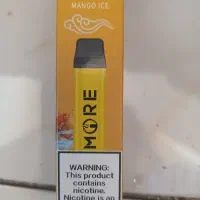 MANGO ICE
MORE
WARNING:
This product
contains
nicotine.
Nicotine is an